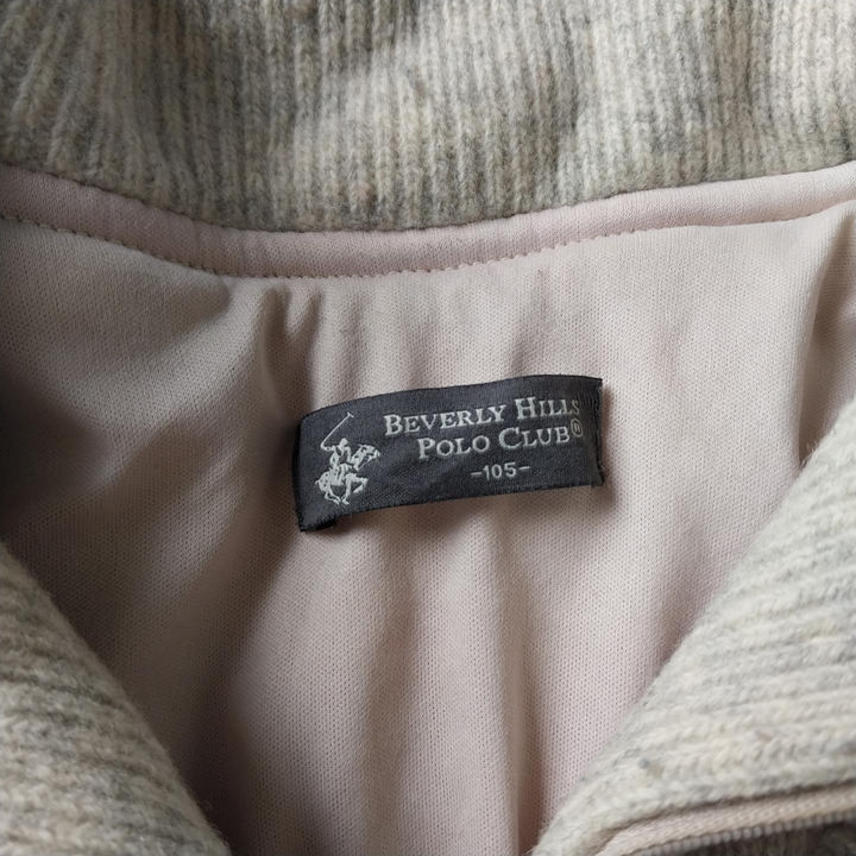 BEVERLY HILLS
POLO CLUB®
-105-